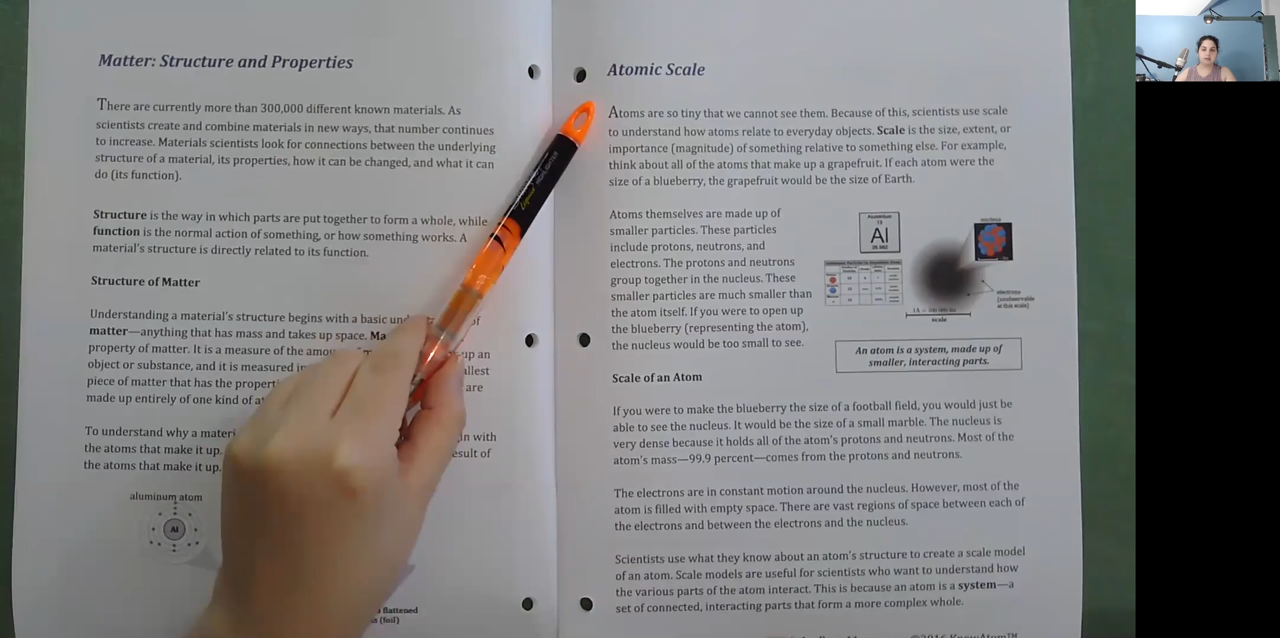 Matter: Structure and Properties
There are currently more than 300,000 different known materials. As
scientists create and combine materials in new ways, that number continues
to increase. Materials scientists look for connections between the underlying
structure of a material, its properties, how it can be changed, and what it can
do (its function).
Structure is the way in which parts are put together to form a whole, while
function is the normal action of something, or how something works. A
material's structure is directly related to its function.
Structure of Matter
Understanding a material's structure begins with a basic of
matter—anything that has mass and takes up space.
property of matter. It is a measure of the up an
object or substance, and it is measured
piece of matter that has the are
made up entirely of one kind of
To understand why a with
the atoms that make it up. of
the atoms that make it up.
aluminum atom
Al
flattened
(foil)
Atomic Scale
Atoms are so tiny that we cannot see them. Because of this, scientists use scale
to understand how atoms relate to everyday objects. Scale is the size, extent, or
importance (magnitude) of something relative to something else. For example,
think about all of the atoms that make up a grapefruit. If each atom were the
size of a blueberry, the grapefruit would be the size of Earth.
Atoms themselves are made up of
smaller particles. These particles
include protons, neutrons, and
electrons. The protons and neutrons
group together in the nucleus. These
smaller particles are much smaller than
the atom itself. If you were to open up
the blueberry (representing the atom),
the nucleus would be too small to see.
Aluminum
13
Al
nucleus
electrons
(unobservable
at this scale)
scale
An atom is a system, made up of
smaller, interacting parts.
Scale of an Atom
If you were to make the blueberry the size of a football field, you would just be
able to see the nucleus. It would be the size of a small marble. The nucleus is
very dense because it holds all of the atom's protons and neutrons. Most of the
atom's mass—99.9 percent—comes from the protons and neutrons.
The electrons are in constant motion around the nucleus. However, most of the
atom is filled with empty space. There are vast regions of space between each of
the electrons and between the electrons and the nucleus.
Scientists use what they know about an atom's structure to create a scale model
of an atom. Scale models are useful for scientists who want to understand how
the various parts of the atom interact. This is because an atom is a system—a
set of connected, interacting parts that form a more complex whole.